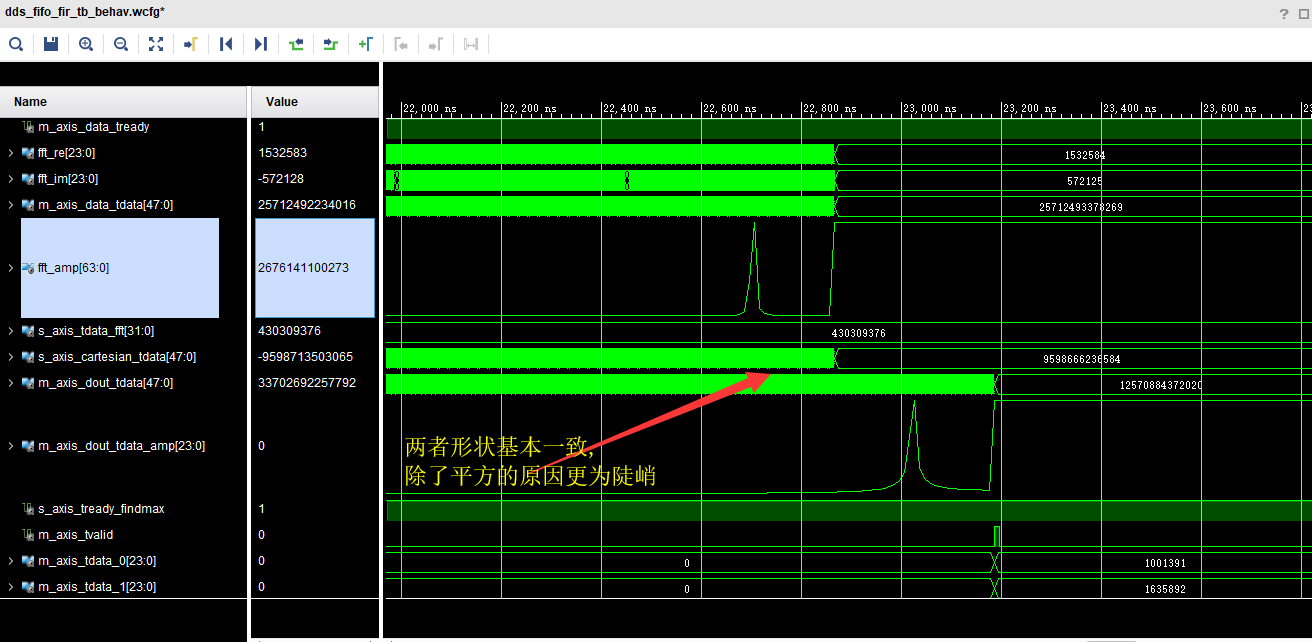 dds_fifo_fir_tb_behav.wcfg*
Name Value
22,000 ns 22,200 ns 22,400 ns 22,600 ns 22,800 ns 23,000 ns 23,200 ns 23,400 ns 23,600 ns
m_axis_data_tready 1
fft_re[23:0] 1532583 1532584
fft_im[23:0] -572128 572125
m_axis_data_tdata[47:0] 25712492234016 25712493378269
fft_amp[63:0] 2676141100273
s_axis_tdata_fft[31:0] 430309376 430309376
s_axis_cartesian_tdata[47:0] -9598713503065 9598666236584
m_axis_dout_tdata[47:0] 33702692257792 12570884372020
m_axis_dout_tdata_amp[23:0] 0
两者形状基本一致,
除了平方的原因更为陡峭
s_axis_tready_findmax 1
m_axis_tvalid 0
m_axis_tdata_0[23:0] 0 0 1001391
m_axis_tdata_1[23:0] 0 0 1635892